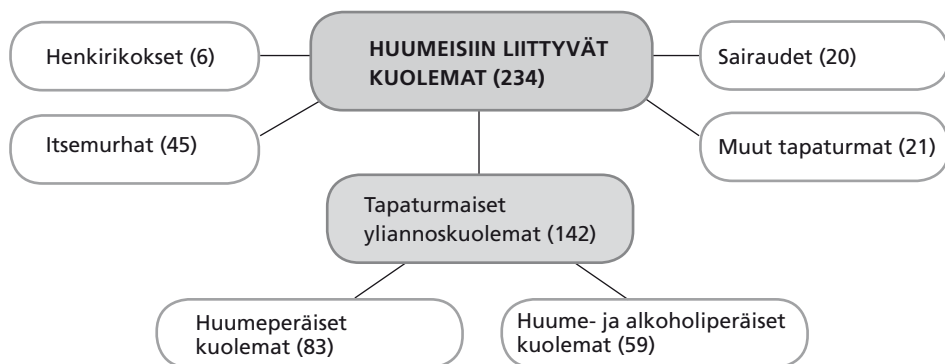 HUUMEISIIN LIITTYVÄT
KUOLEMAT (234)
Henkirikokset (6)
Sairaudet (20)
Itsemurhat (45)
Muut tapaturmat (21)
Tapaturmaiset
yliannoskuolemat (142)
Huumeperäiset
kuolemat (83)
Huume- ja alkoholiperäiset
kuolemat (59)